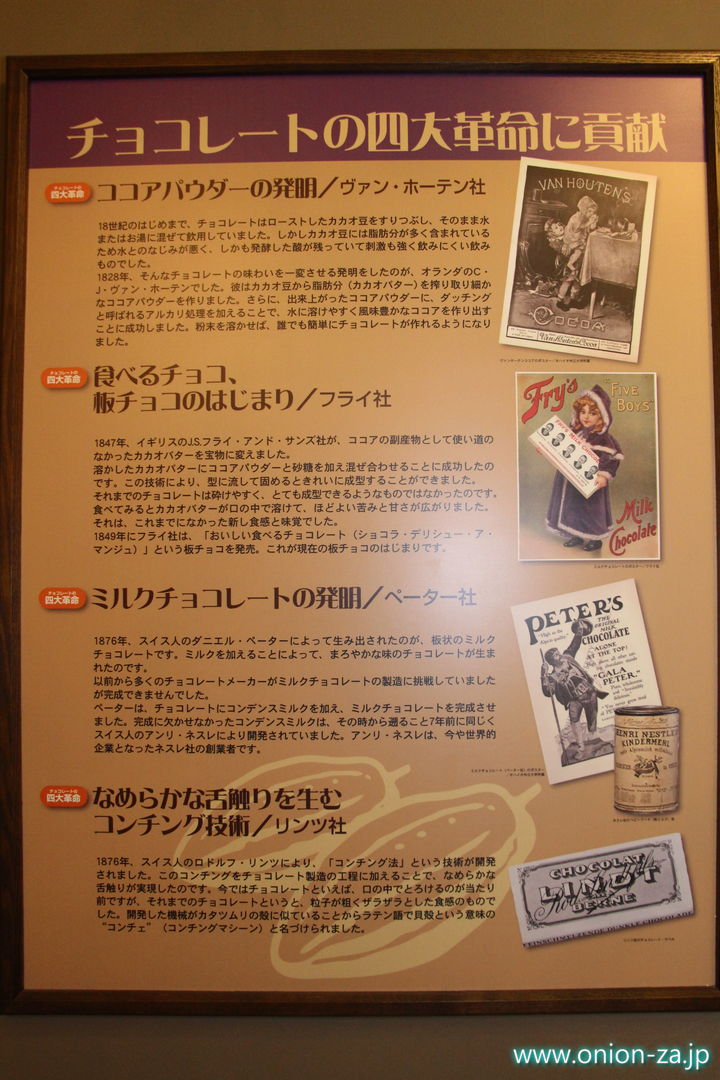 チョコレートの四大革命に貢献
チョコレートの
四大革命
ココアパウダーの発明/ヴァン・ホーテン社
18世紀のはじめまで、チョコレートはローストしたカカオ豆をすりつぶし、そのまま水
またはお湯に混ぜて飲用していました。しかしカカオ豆には脂肪分が多く含まれている
ため水とのなじみが悪く、しかも発酵した酸が残っていて刺激も強く飲みにくい飲み
ものでした。
1828年、そんなチョコレートの味わいを一変させる発明をしたのが、オランダのC・
J・ヴァン・ホーテンでした。彼はカカオ豆から脂肪分（カカオバター）を搾り取り細か
なココアパウダーを作りました。さらに、出来上がったココアパウダーに、ダッチング
と呼ばれるアルカリ処理を加えることで、水に溶けやすく風味豊かなココアを作り出す
ことに成功しました。粉末を溶かせば、誰でも簡単にチョコレートが作れるようになり
ました。
VAN HOUTEN'S
COCOA
チョコレートの
四大革命
食べるチョコ、
板チョコのはじまり/フライ社
1847年、イギリスのJ.S.フライ・アンド・サンズ社が、ココアの副産物として使い道の
なかったカカオバターを宝物に変えました。
溶かしたカカオバターにココアパウダーと砂糖を加え混ぜ合わせることに成功したの
です。この技術により、型に流して固めるときれいに成型することができました。
それまでのチョコレートは砕けやすく、とても成型できるようなものではなかったのです。
食べてみるとカカオバターが口の中で溶けて、ほどよい苦みと甘さが広がりました。
それは、これまでになかった新し食感と味覚でした。
1849年にフライ社は、「おいしい食べるチョコレート（ショコラ・デリシュー・ア・
マンジュ）」という板チョコを発売。これが現在の板チョコのはじまりです。
Fry's
"FIVE
BOYS"
Milk
Chocolate
チョコレートの
四大革命
ミルクチョコレートの発明/ペーター社
1876年、スイス人のダニエル・ペーターによって生み出されたのが、板状のミルク
チョコレートです。ミルクを加えることによって、まろやかな味のチョコレートが生ま
れたのです。
以前から多くのチョコレートメーカーがミルクチョコレートの製造に挑戦していました
が完成できませんでした。
ペーターは、チョコレートにコンデンスミルクを加え、ミルクチョコレートを完成させ
ました。完成に欠かせなかったコンデンスミルクは、その時から遡ること7年前に同じく
スイス人のアンリ・ネスレにより開発されていました。アンリ・ネスレは、今や世界的
企業となったネスレ社の創業者です。
PETER'S
THE
ORIGINAL
MILK
CHOCOLATE
"ALONE
AT THE TOP!
"GALA
PETER."
HENRI NESTLE
KINDERMEHL
チョコレートの
四大革命
なめらかな舌触りを生む
コンチング技術/リンツ社
1876年、スイス人のロドルフ・リンツにより、「コンチング法」という技術が開発
されました。このコンチングをチョコレート製造の工程に加えることで、なめらかな
舌触りが実現したのです。今ではチョコレートといえば、口の中でとろけるのが当たり
前ですが、それまでのチョコレートというと、粒子が粗くザラザラとした食感のもので
した。開発した機械がカタツムリの殻に似ていることからラテン語で貝殻という意味の
“コンチェ”（コンチングマシーン）と名づけられました。
CHOCOLAT
LINDT
BERNE
www.onion-za.jp